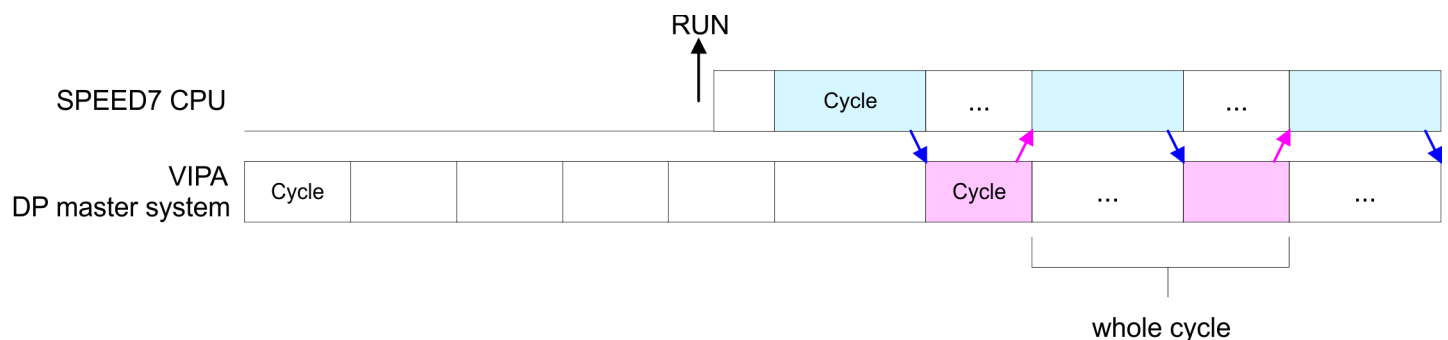 RUN
SPEED7 CPU
Cycle
...
...
VIPA
DP master system
Cycle
Cycle
...
...
whole cycle